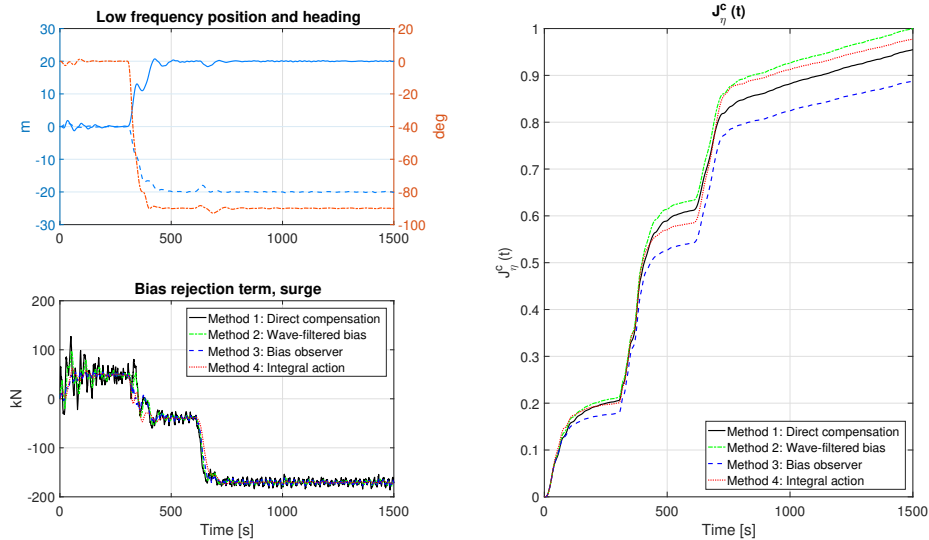 Low frequency position and heading
30
20
10
0
-10
-20
-30
m
20
0
-20
-40
-60
-80
-100
deg
0
500
1000
1500
Bias rejection term, surge
200
100
0
-100
-200
kN
Method 1: Direct compensation
Method 2: Wave-filtered bias
Method 3: Bias observer
Method 4: Integral action
0
500
1000
1500
Time [s]
J_η^c (t)
1
0.9
0.8
0.7
0.6
0.5
0.4
0.3
0.2
0.1
0
J_η^c (t)
Method 1: Direct compensation
Method 2: Wave-filtered bias
Method 3: Bias observer
Method 4: Integral action
0
500
1000
1500
Time [s]